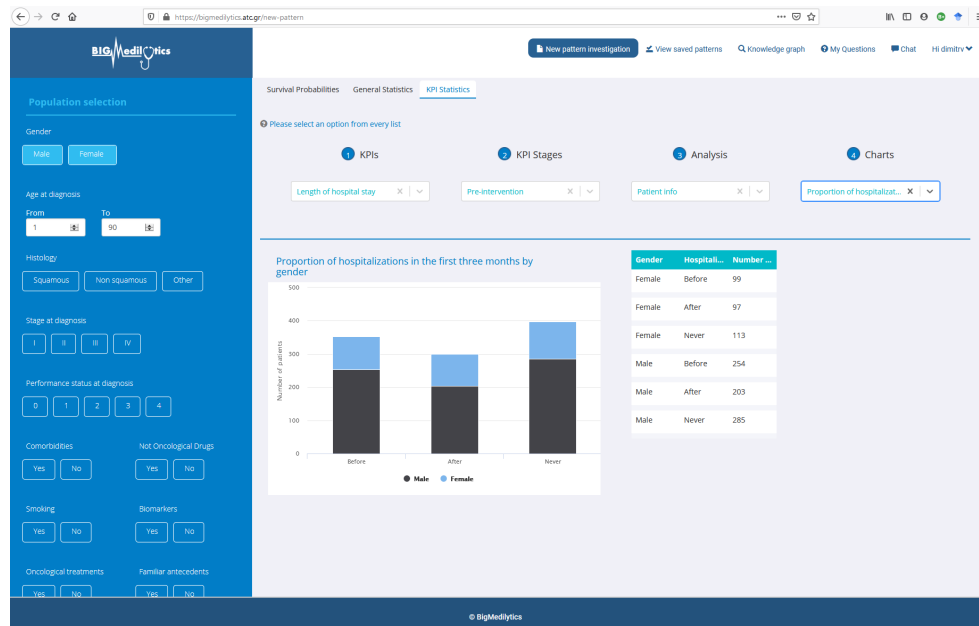 https://bigmedilytics.atc.gr/new-pattern
BIGMedilytics
New pattern investigation
View saved patterns
Knowledge graph
My Questions
Chat
Hi dimitrv
Population selection
Gender
Male Female
Age at diagnosis
From To
1 90
Histology
Squamous Non squamous Other
Stage at diagnosis
I II III IV
Performance status at diagnosis
0 1 2 3 4
Comorbidities Not Oncological Drugs
Yes No Yes No
Smoking Biomarkers
Yes No Yes No
Oncological treatments Familiar antecedents
Yes No Yes No
Survival Probabilities General Statistics KPI Statistics
Please select an option from every list
1 KPIs 2 KPI Stages 3 Analysis 4 Charts
Length of hospital stay Pre-intervention Patient info Proportion of hospitalizat...
Proportion of hospitalizations in the first three months by
gender
500
400
300
200
100
0
Number of patients
Before After Never
Male Female
Gender Hospitali... Number ...
Female Before 99
Female After 97
Female Never 113
Male Before 254
Male After 203
Male Never 285
© BigMedilytics